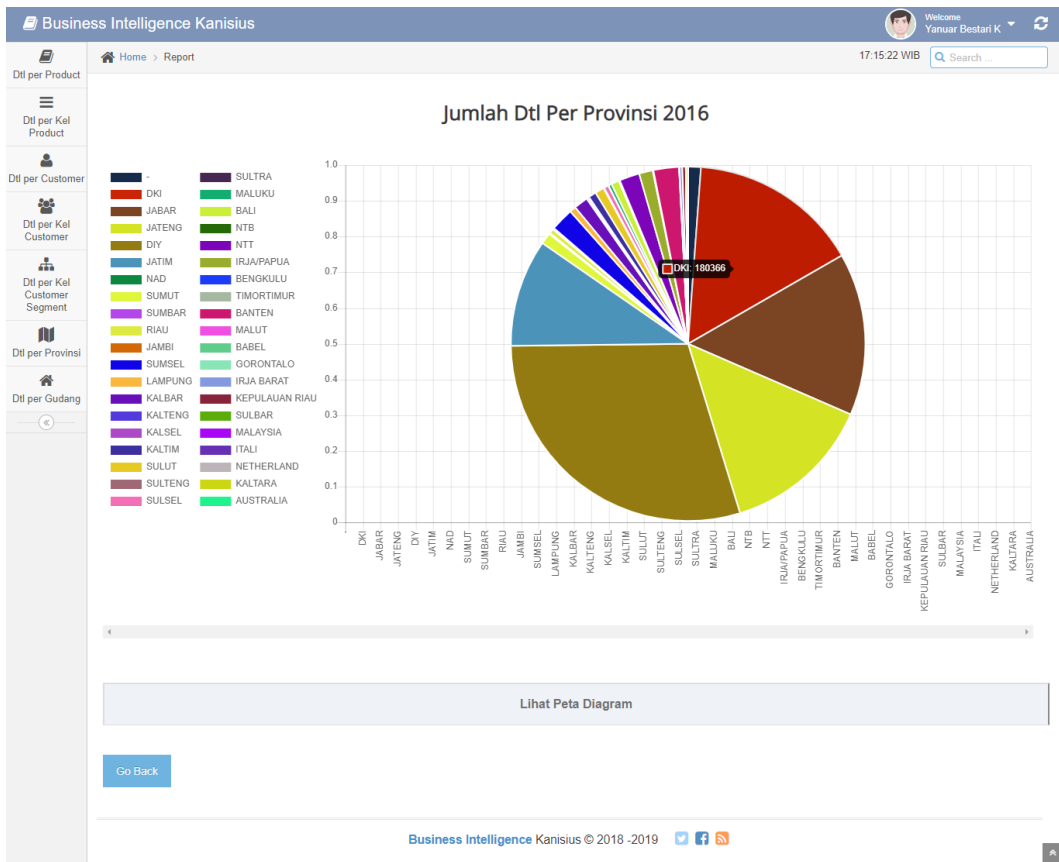 Business Intelligence Kanisius
Welcome
Yanuar Bestari K
Home > Report
17:15:22 WIB
Search ...
Dtl per Product
Dtl per Kel
Product
Dtl per Customer
Dtl per Kel
Customer
Dtl per Kel
Customer
Segment
Dtl per Provinsi
Dtl per Gudang
Jumlah Dtl Per Provinsi 2016
- SULTRA
DKI MALUKU
JABAR BALI
JATENG NTB
DIY NTT
JATIM IRJA/PAPUA
NAD BENGKULU
SUMUT TIMORTIMUR
SUMBAR BANTEN
RIAU MALUT
JAMBI BABEL
SUMSEL GORONTALO
LAMPUNG IRJA BARAT
KALBAR KEPULAUAN RIAU
KALTENG SULBAR
KALSEL MALAYSIA
KALTIM ITALI
SULUT NETHERLAND
SULTENG KALTARA
SULSEL AUSTRALIA
1.0
0.9
0.8
0.7
0.6
0.5
0.4
0.3
0.2
0.1
0
DKI: 180366
-
DKI
JABAR
JATENG
DIY
JATIM
NAD
SUMUT
SUMBAR
RIAU
JAMBI
SUMSEL
LAMPUNG
KALBAR
KALTENG
KALSEL
KALTIM
SULUT
SULTENG
SULSEL
SULTRA
MALUKU
BALI
NTB
NTT
IRJA/PAPUA
BENGKULU
TIMORTIMUR
BANTEN
MALUT
BABEL
GORONTALO
IRJA BARAT
KEPULAUAN RIAU
SULBAR
MALAYSIA
ITALI
NETHERLAND
KALTARA
AUSTRALIA
Lihat Peta Diagram
Go Back
Business Intelligence Kanisius © 2018 -2019